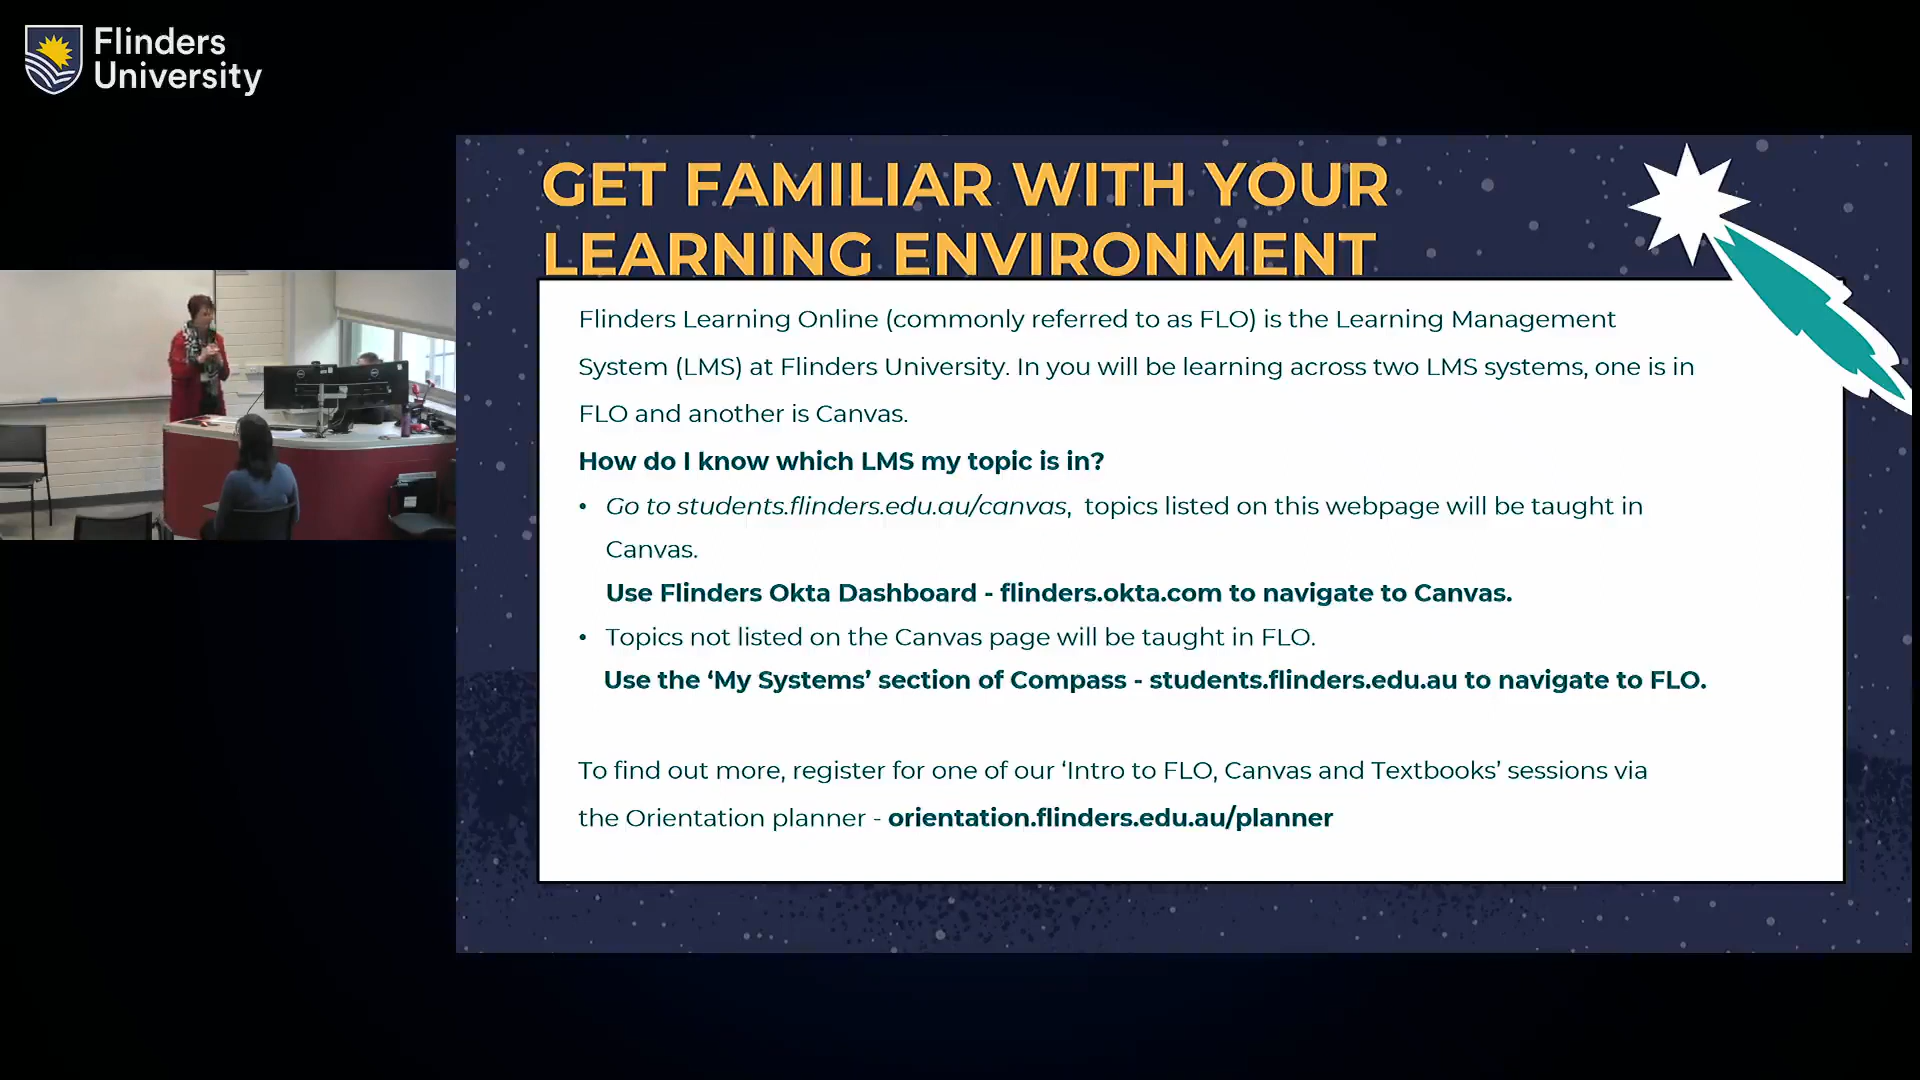 Flinders
University
GET FAMILIAR WITH YOUR
LEARNING ENVIRONMENT
Flinders Learning Online (commonly referred to as FLO) is the Learning Management
System (LMS) at Flinders University. In you will be learning across two LMS systems, one is in
FLO and another is Canvas.
How do I know which LMS my topic is in?
• Go to students.flinders.edu.au/canvas, topics listed on this webpage will be taught in
Canvas.
Use Flinders Okta Dashboard - flinders.okta.com to navigate to Canvas.
• Topics not listed on the Canvas page will be taught in FLO.
Use the ‘My Systems’ section of Compass - students.flinders.edu.au to navigate to FLO.
To find out more, register for one of our ‘Intro to FLO, Canvas and Textbooks’ sessions via
the Orientation planner - orientation.flinders.edu.au/planner